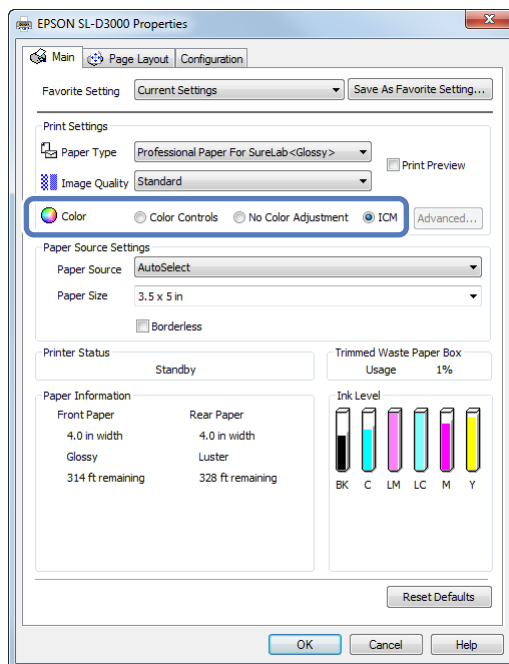 EPSON SL-D3000 Properties
Main Page Layout Configuration
Favorite Setting Current Settings Save As Favorite Setting...
Print Settings
Paper Type Professional Paper For SureLab<Glossy> Print Preview
Image Quality Standard
Color Color Controls No Color Adjustment ICM Advanced...
Paper Source Settings
Paper Source AutoSelect
Paper Size 3.5 x 5 in
Borderless
Printer Status Trimmed Waste Paper Box
Standby Usage 1%
Paper Information Ink Level
Front Paper Rear Paper
4.0 in width 4.0 in width
Glossy Luster
314 ft remaining 328 ft remaining
BK C LM LC M Y
Reset Defaults
OK Cancel Help